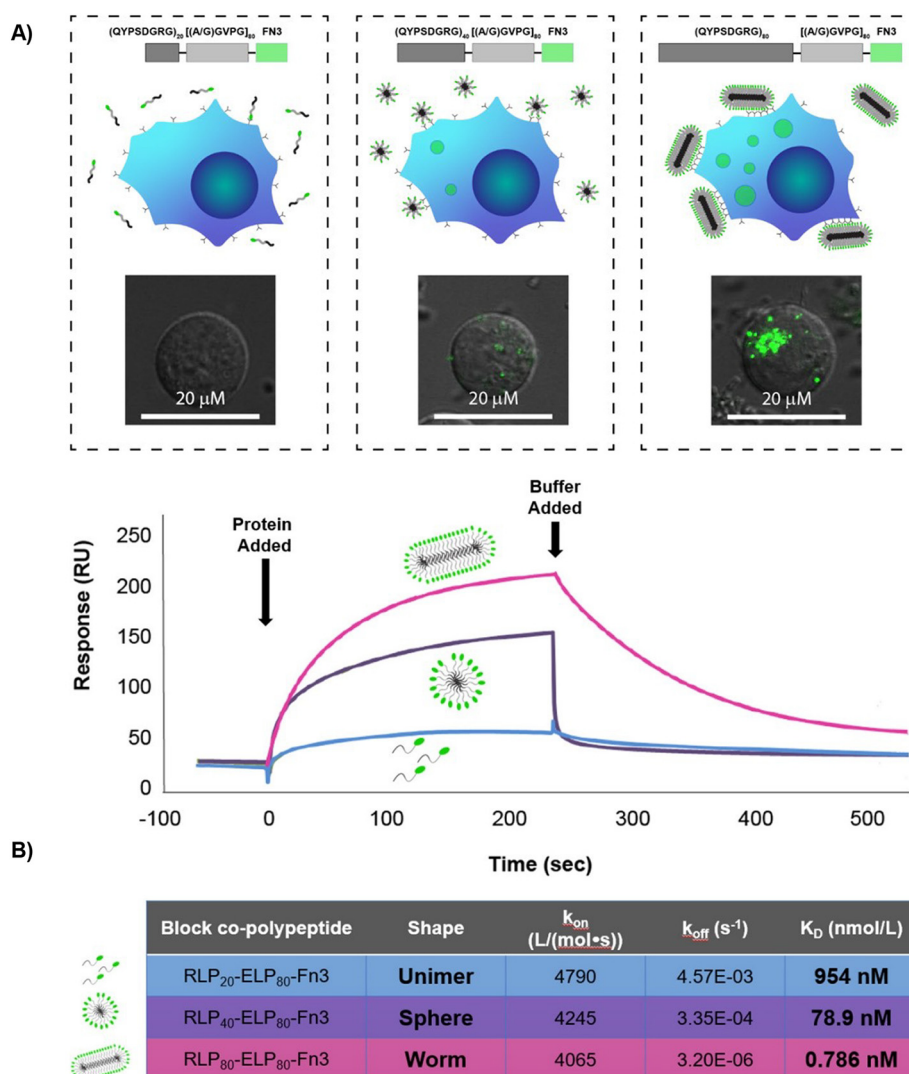 A)
(QYPSDGRG)20 [(A/G)GVPG]80 FN3
(QYPSDGRG)40 [(A/G)GVPG]80 FN3
(QYPSDGRG)80 [(A/G)GVPG]80 FN3
20 μM
20 μM
20 μM
Buffer
Added
Protein
Added
250
200
150
100
50
0
Response (RU)
-100 0 100 200 300 400 500
Time (sec)
B)
Block co-polypeptide Shape kon (L/(mol•s)) koff (s-1) KD (nmol/L)
RLP20-ELP80-Fn3 Unimer 4790 4.57E-03 954 nM
RLP40-ELP80-Fn3 Sphere 4245 3.35E-04 78.9 nM
RLP80-ELP80-Fn3 Worm 4065 3.20E-06 0.786 nM